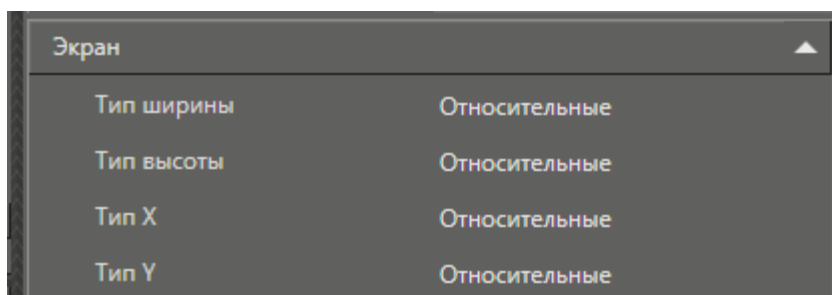 Экран
Тип ширины Относительные
Тип высоты Относительные
Тип X Относительные
Тип Y Относительные